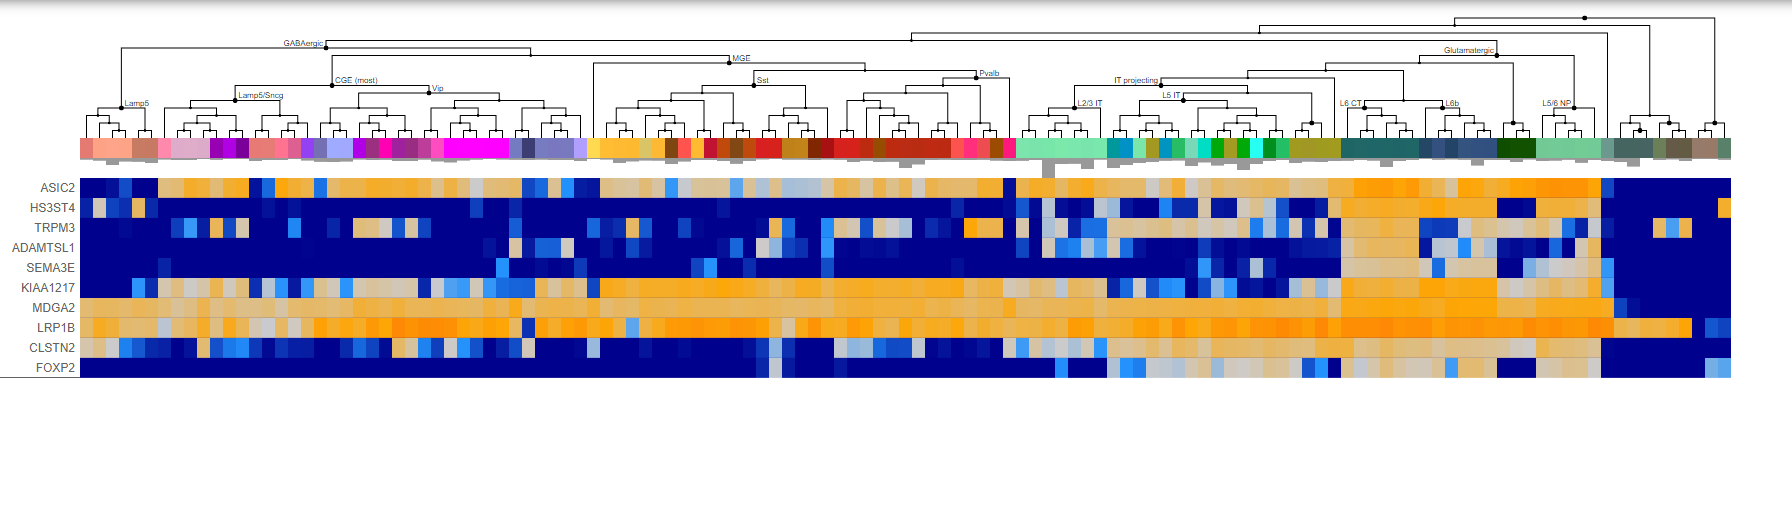 GABAergic
Glutamatergic
MGE
Pvalb
CGE (most)
Sst
IT projecting
Vip
Lamp5/Sncg
L5 IT
Lamp5
L2/3 IT
L6 CT
L6b
L5/6 NP
ASIC2
HS3ST4
TRPM3
ADAMTSL1
SEMA3E
KIAA1217
MDGA2
LRP1B
CLSTN2
FOXP2